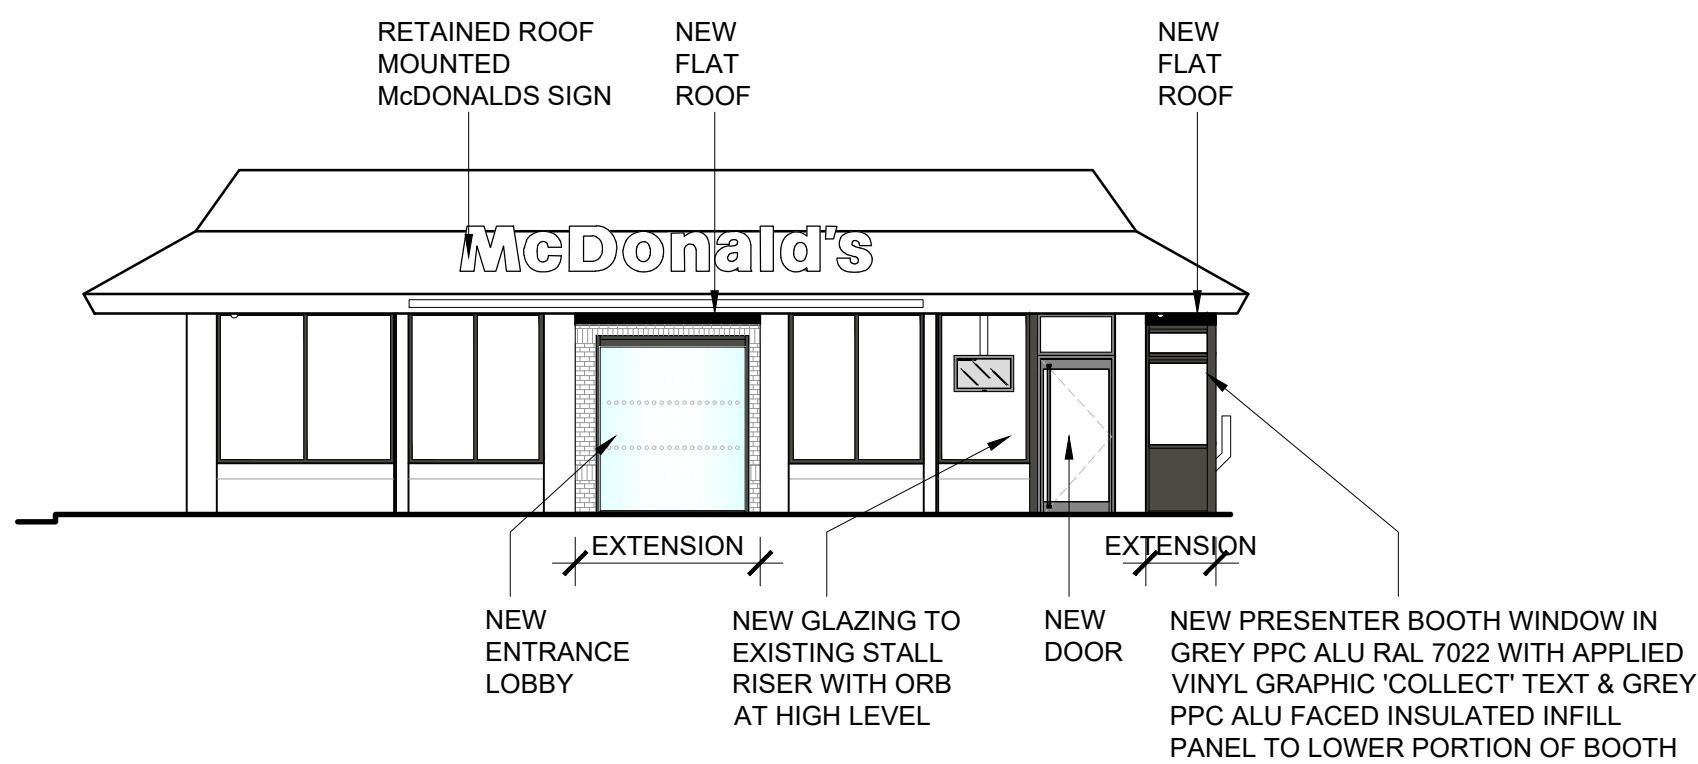 RETAINED ROOF
MOUNTED
McDONALDS SIGN
NEW
FLAT
ROOF
NEW
FLAT
ROOF
McDonald's
EXTENSION
EXTENSION
NEW
ENTRANCE
LOBBY
NEW GLAZING TO
EXISTING STALL
RISER WITH ORB
AT HIGH LEVEL
NEW
DOOR
NEW PRESENTER BOOTH WINDOW IN
GREY PPC ALU RAL 7022 WITH APPLIED
VINYL GRAPHIC 'COLLECT' TEXT & GREY
PPC ALU FACED INSULATED INFILL
PANEL TO LOWER PORTION OF BOOTH